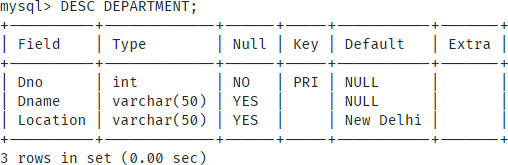 mysql> DESC DEPARTMENT;
+----------+-------------+------+-----+-----------+-------+
| Field    | Type        | Null | Key | Default   | Extra |
+----------+-------------+------+-----+-----------+-------+
| Dno      | int         | NO   | PRI | NULL      |       |
| Dname    | varchar(50) | YES  |     | NULL      |       |
| Location | varchar(50) | YES  |     | New Delhi |       |
+----------+-------------+------+-----+-----------+-------+
3 rows in set (0.00 sec)